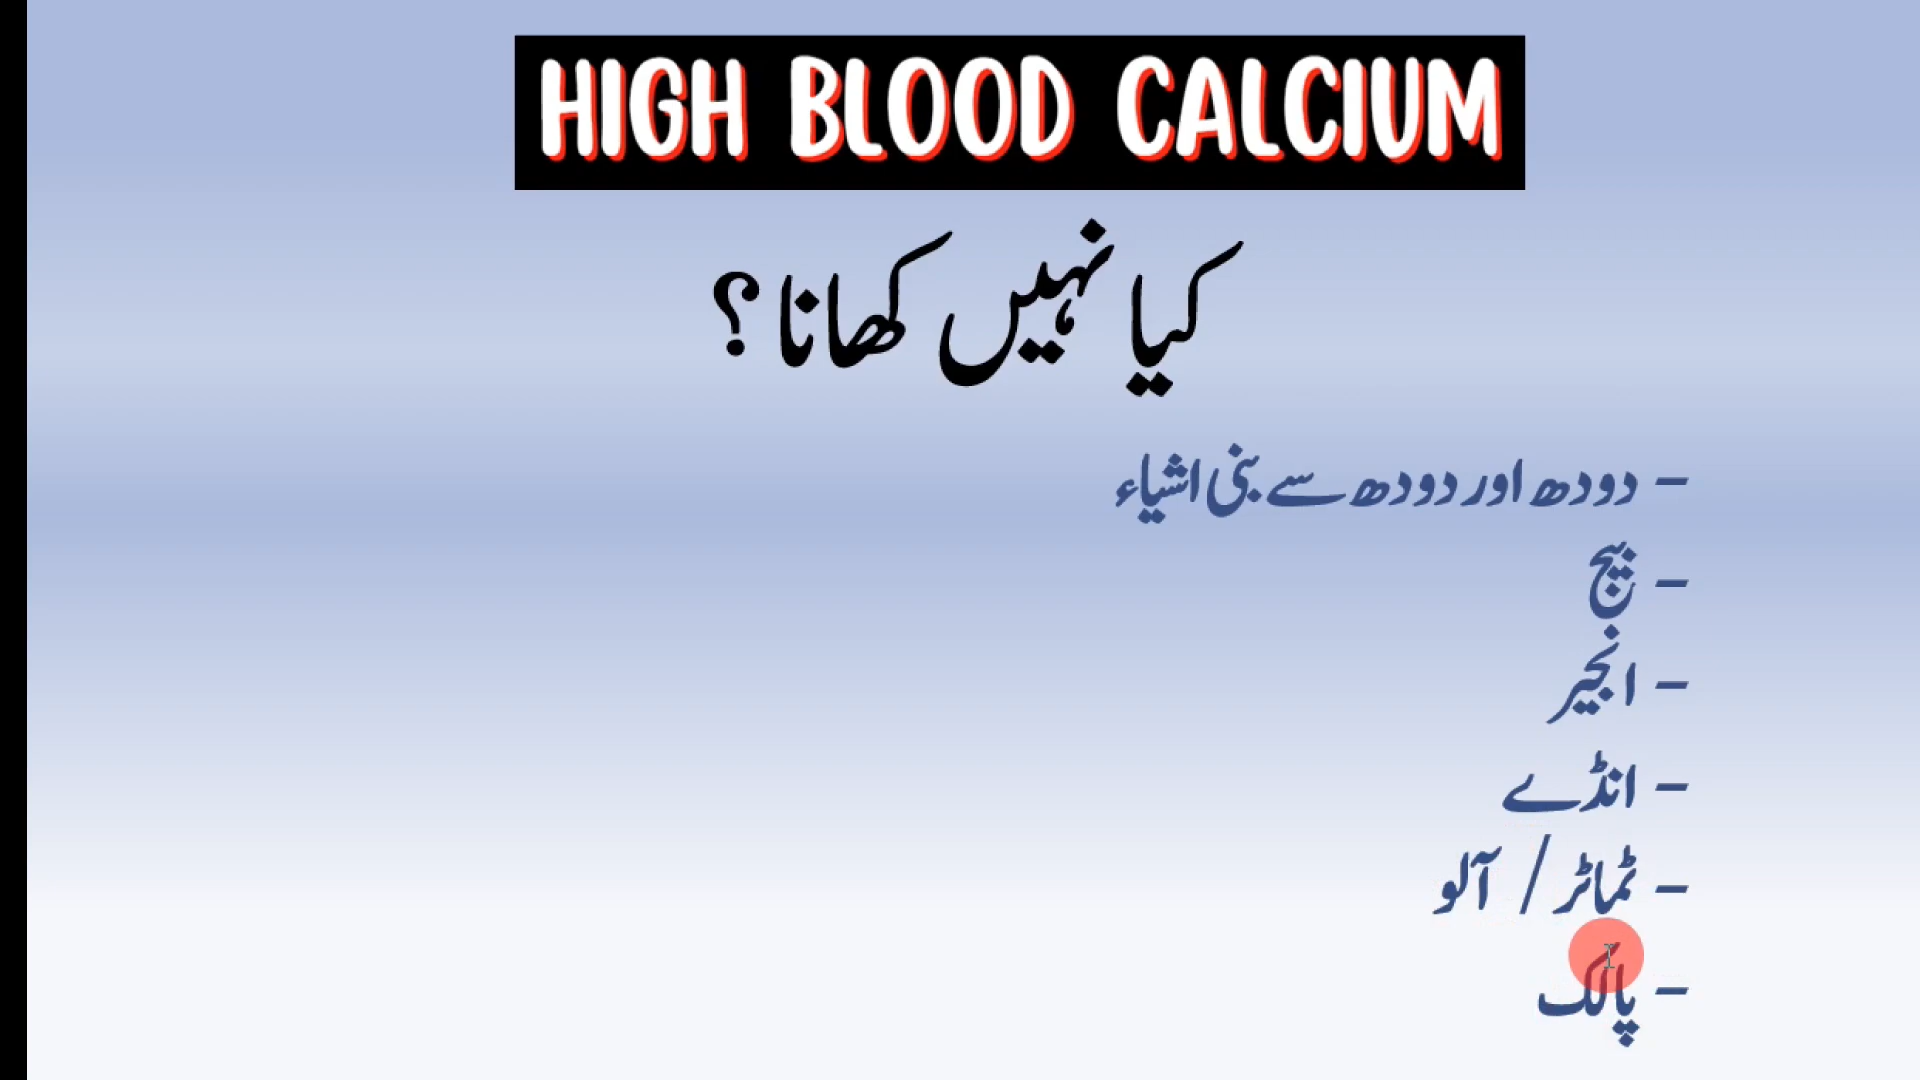 HIGH BLOOD CALCIUM
کیا نہیں کھانا؟
- دودھ اور دودھ سے بنی اشیاء
- بیج
- انجیر
- انڈے
- ٹماٹر / آلو
- پالک